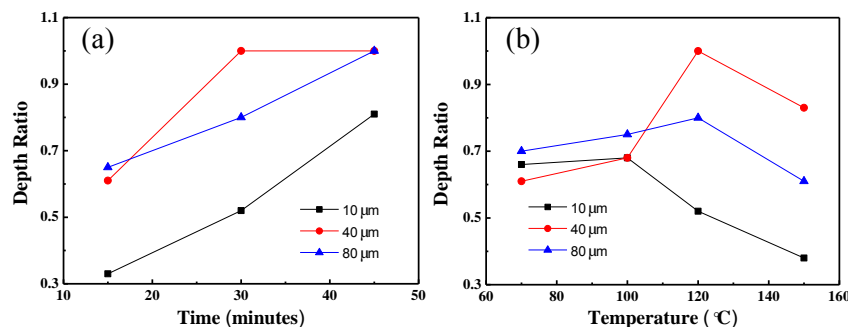 (a)
Depth Ratio
1.1
0.9
0.7
0.5
0.3
10
20
30
40
50
Time (minutes)
10 μm
40 μm
80 μm
(b)
Depth Ratio
1.1
0.9
0.7
0.5
0.3
60
80
100
120
140
160
Temperature ( °C)
10 μm
40 μm
80 μm